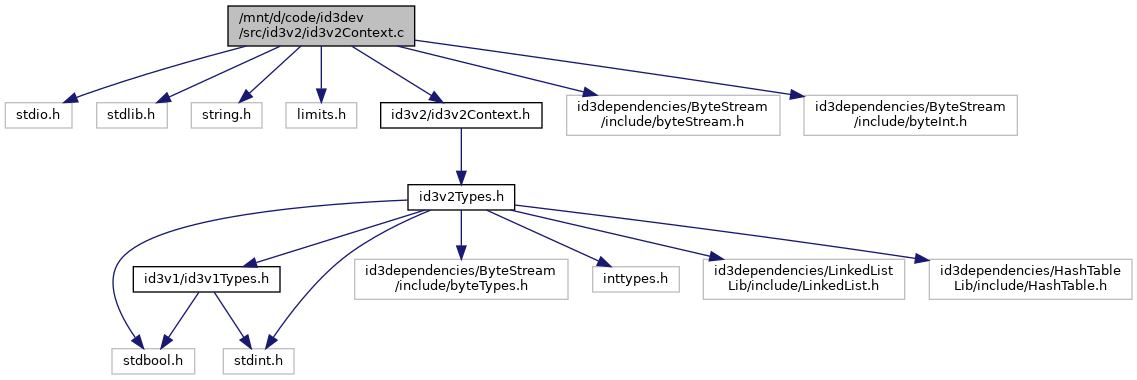 /mnt/d/code/id3dev
/src/id3v2/id3v2Context.c
stdio.h
stdlib.h
string.h
limits.h
id3v2/id3v2Context.h
id3dependencies/ByteStream
/include/byteStream.h
id3dependencies/ByteStream
/include/byteInt.h
id3v2Types.h
id3v1/id3v1Types.h
id3dependencies/ByteStream
/include/byteTypes.h
inttypes.h
id3dependencies/LinkedList
Lib/include/LinkedList.h
id3dependencies/HashTable
Lib/include/HashTable.h
stdbool.h
stdint.h